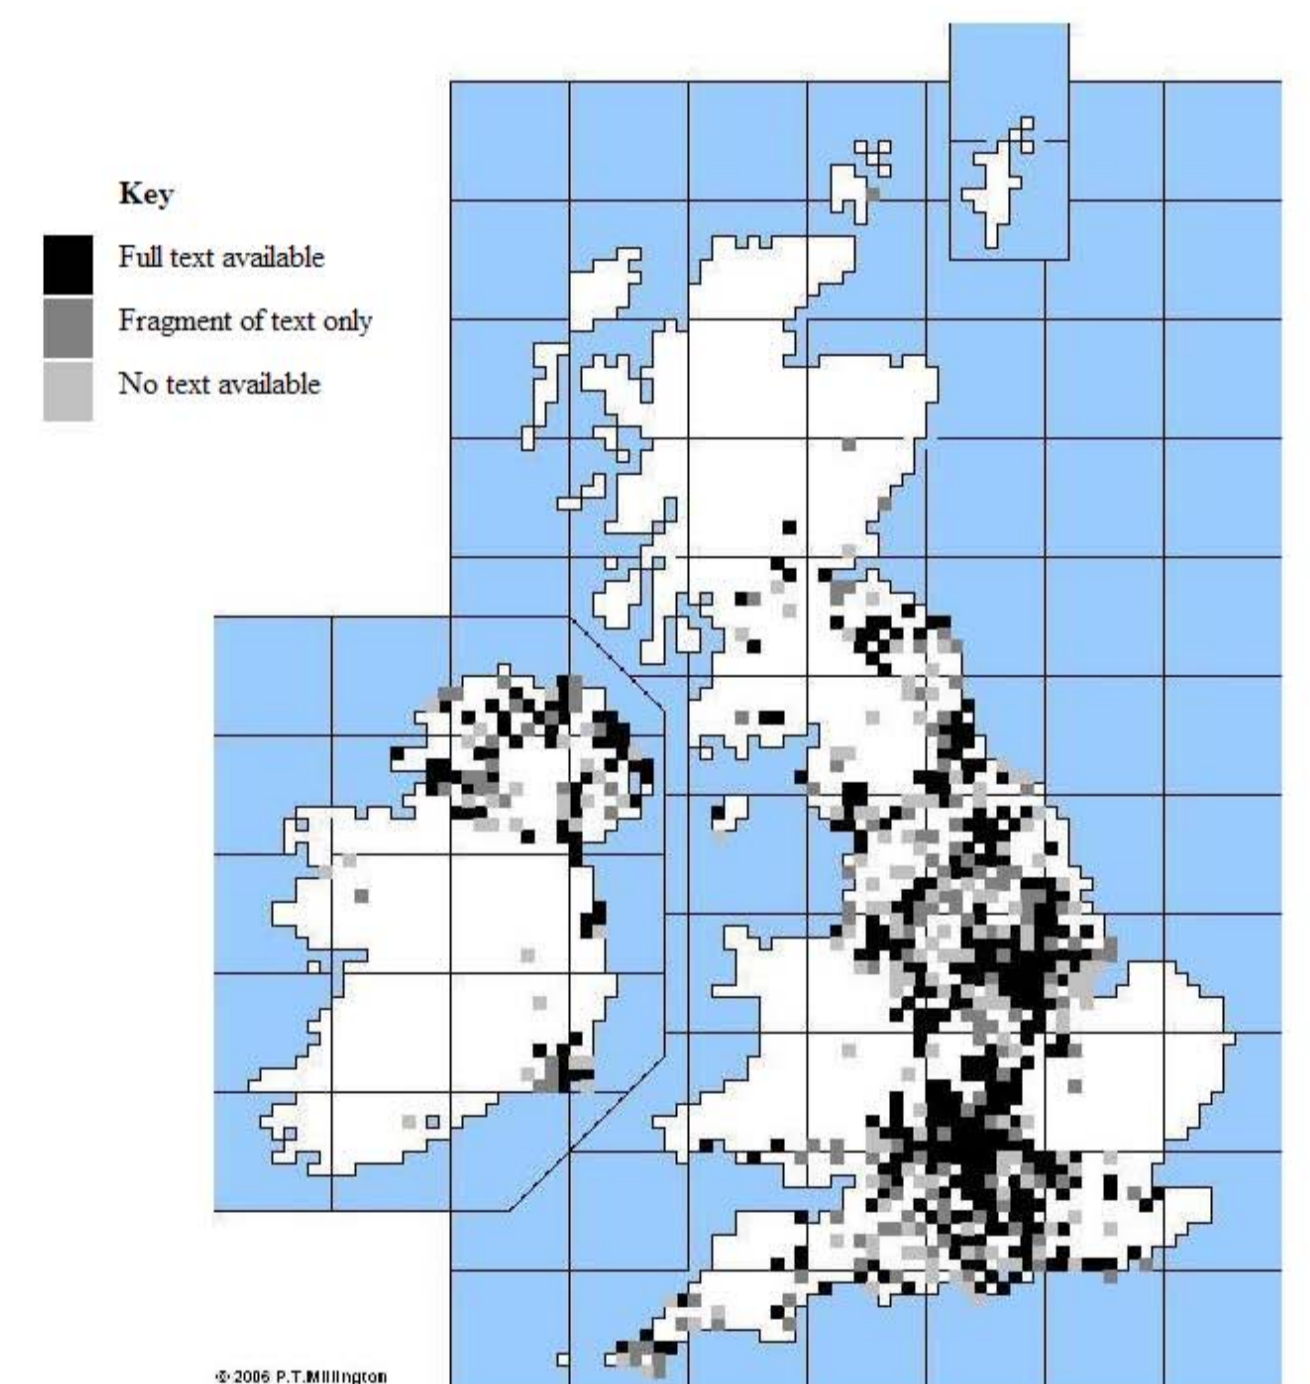 Key
Full text available
Fragment of text only
No text available
© 2006 P.T.Millington